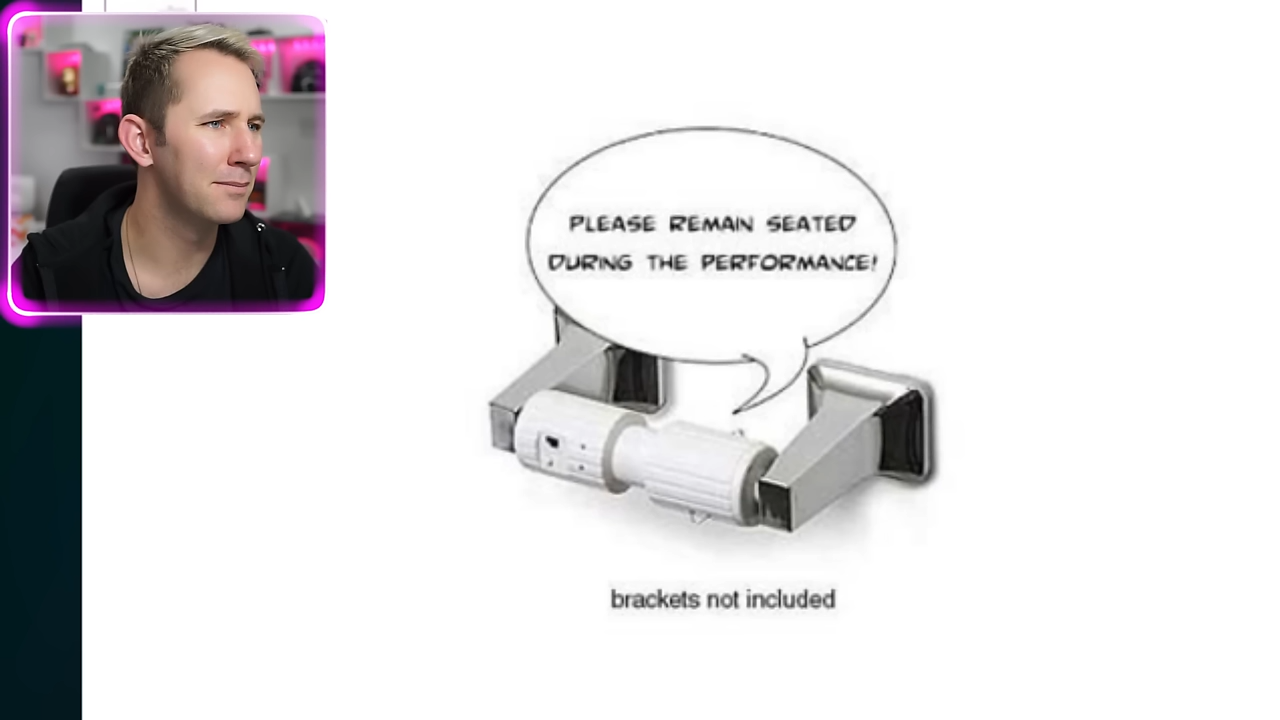 PLEASE REMAIN SEATED
DURING THE PERFORMANCE!
brackets not included